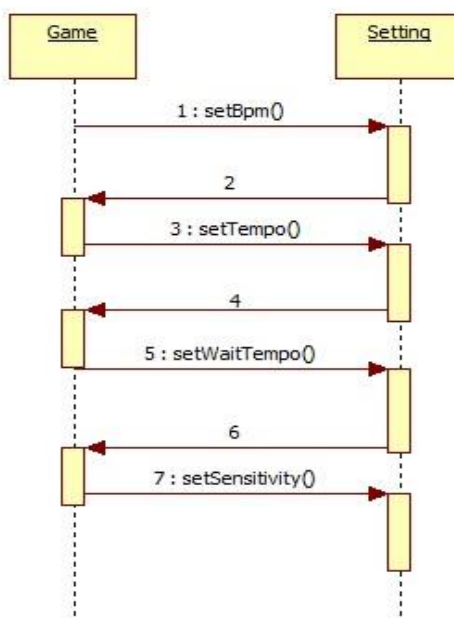 Game
Setting
1 : setBpm()
2
3 : setTempo()
4
5 : setWaitTempo()
6
7 : setSensitivity()